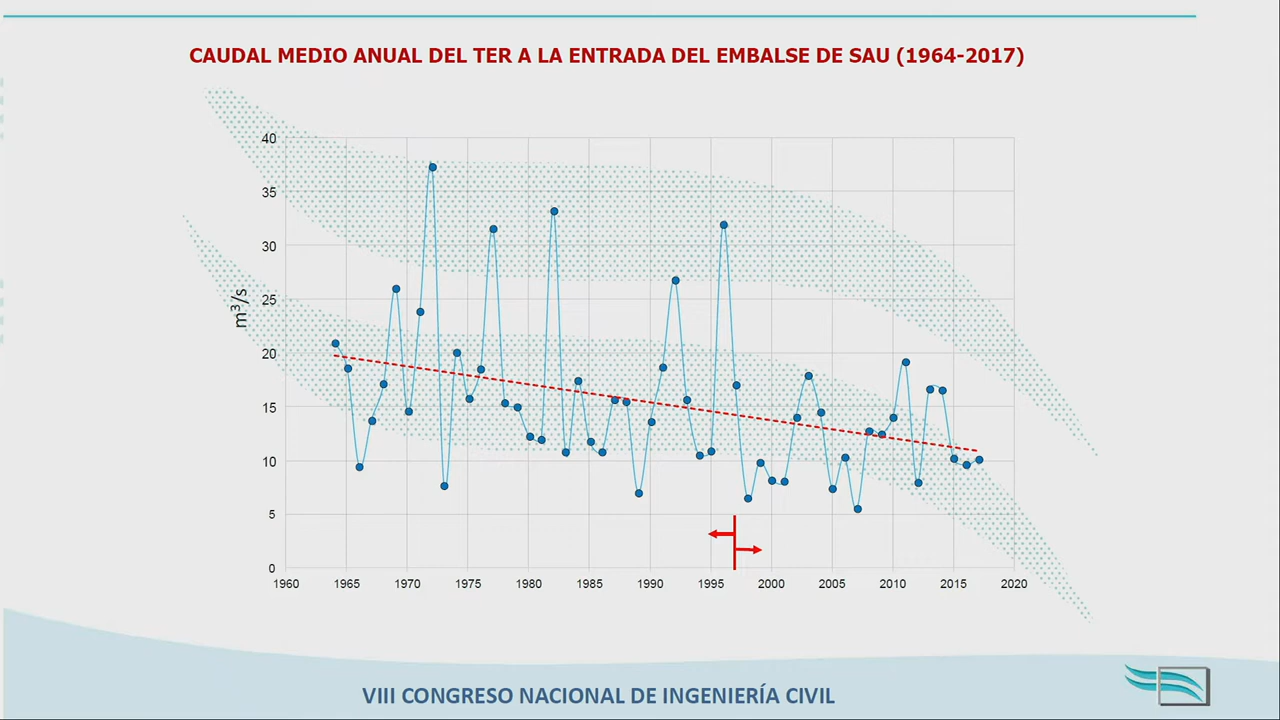 CAUDAL MEDIO ANUAL DEL TER A LA ENTRADA DEL EMBALSE DE SAU (1964-2017)
40
35
30
25
20
15
10
5
0
m³/s
1960 1965 1970 1975 1980 1985 1990 1995 2000 2005 2010 2015 2020
VIII CONGRESO NACIONAL DE INGENIERÍA CIVIL